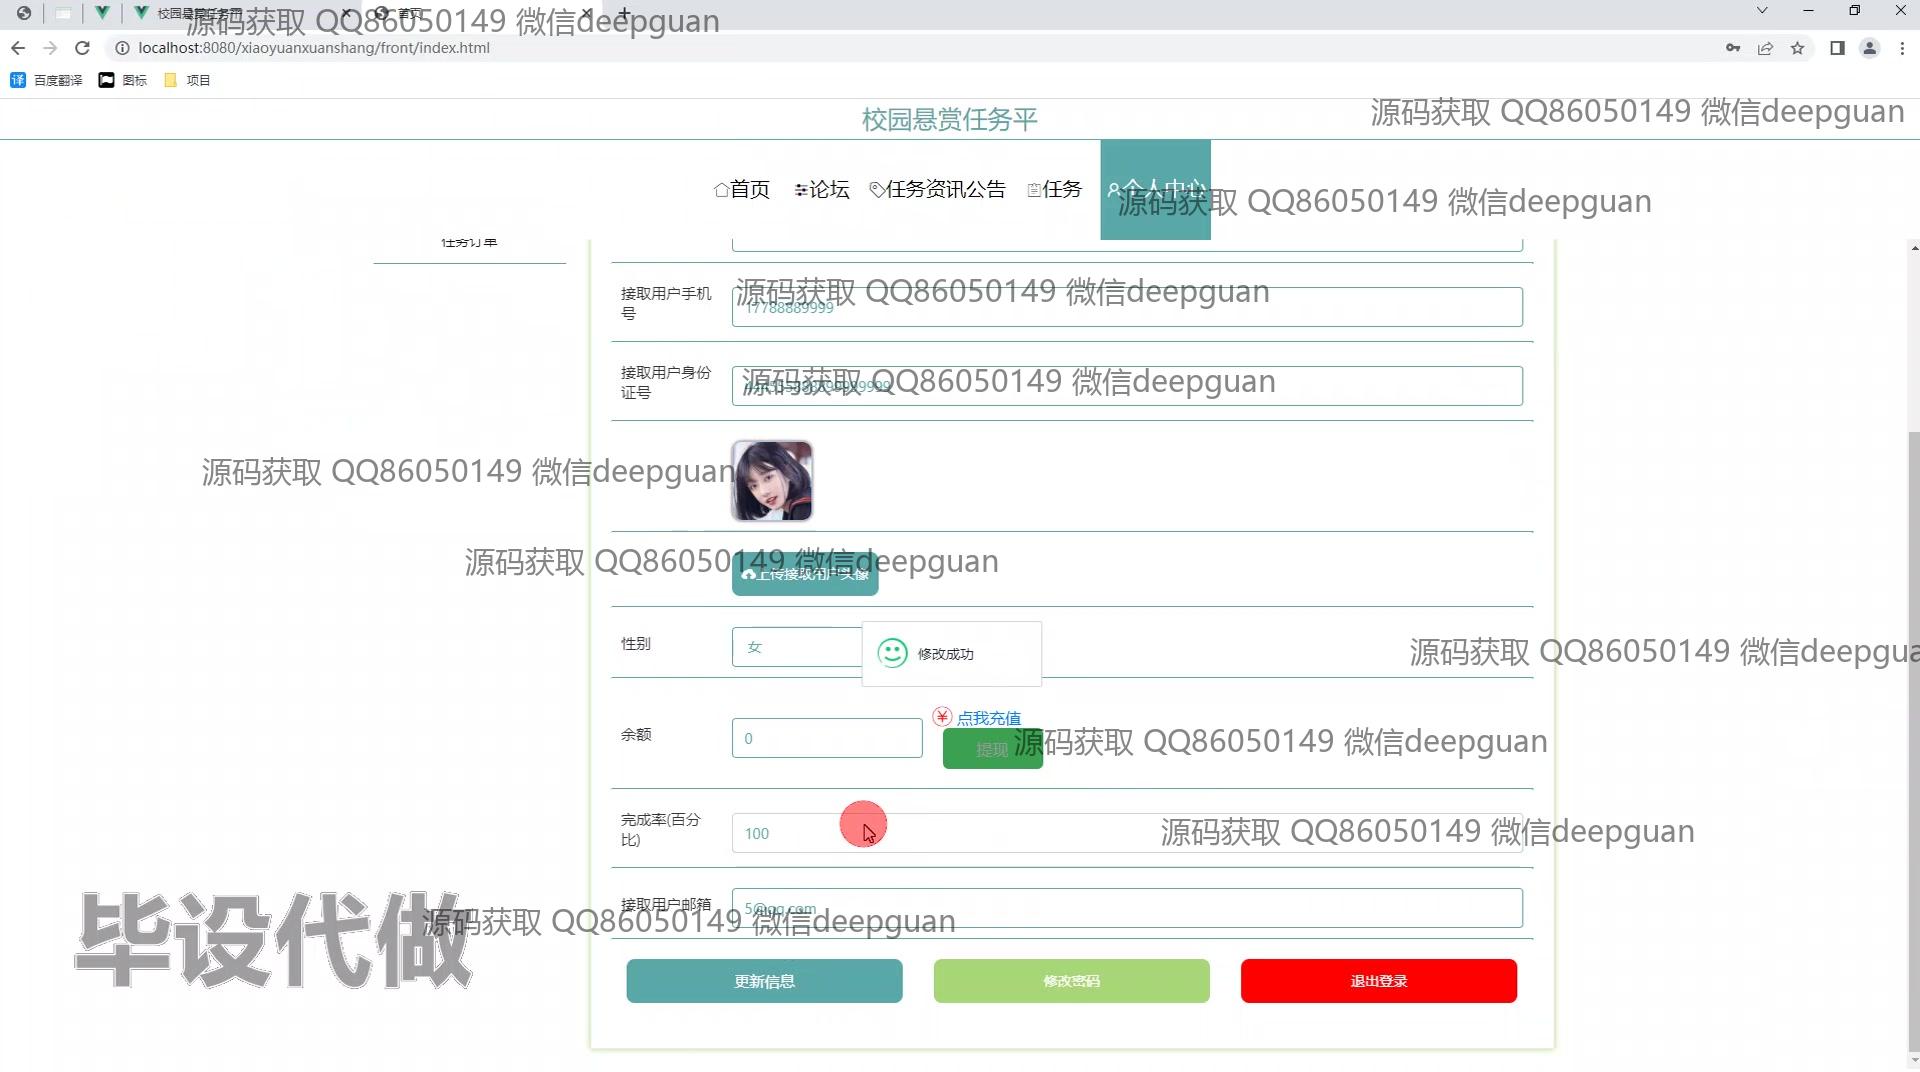 校园悬赏任务平
源码获取 QQ86050149 微信deepguan
localhost:8080/xiaoyuanxuanshang/front/index.html
百度翻译 图标 项目
校园悬赏任务平
源码获取 QQ86050149 微信deepguan
首页 论坛 任务资讯公告 任务 个人中心
源码获取 QQ86050149 微信deepguan
任务订单
接取用户手机号
17788889999
源码获取 QQ86050149 微信deepguan
接取用户身份证号
源码获取 QQ86050149 微信deepguan
源码获取 QQ86050149 微信deepguan
源码获取 QQ86050149 微信deepguan
上传接取用户头像
性别
女
修改成功
源码获取 QQ86050149 微信deepgua
余额
0
点我充值
提现
源码获取 QQ86050149 微信deepguan
完成率(百分比)
100
源码获取 QQ86050149 微信deepguan
接取用户邮箱
5@qq.com
源码获取 QQ86050149 微信deepguan
毕设代做
更新信息
修改密码
退出登录